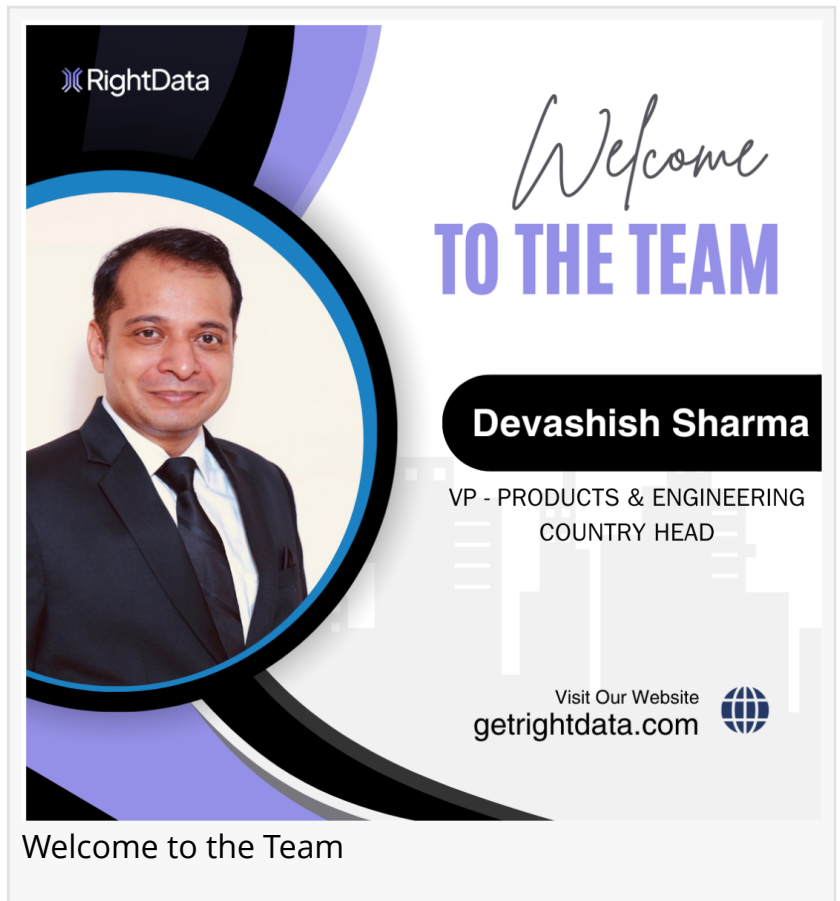 RightData
Welcome
TO THE TEAM
Devashish Sharma
VP - PRODUCTS & ENGINEERING
COUNTRY HEAD
Visit Our Website
getrightdata.com
Welcome to the Team